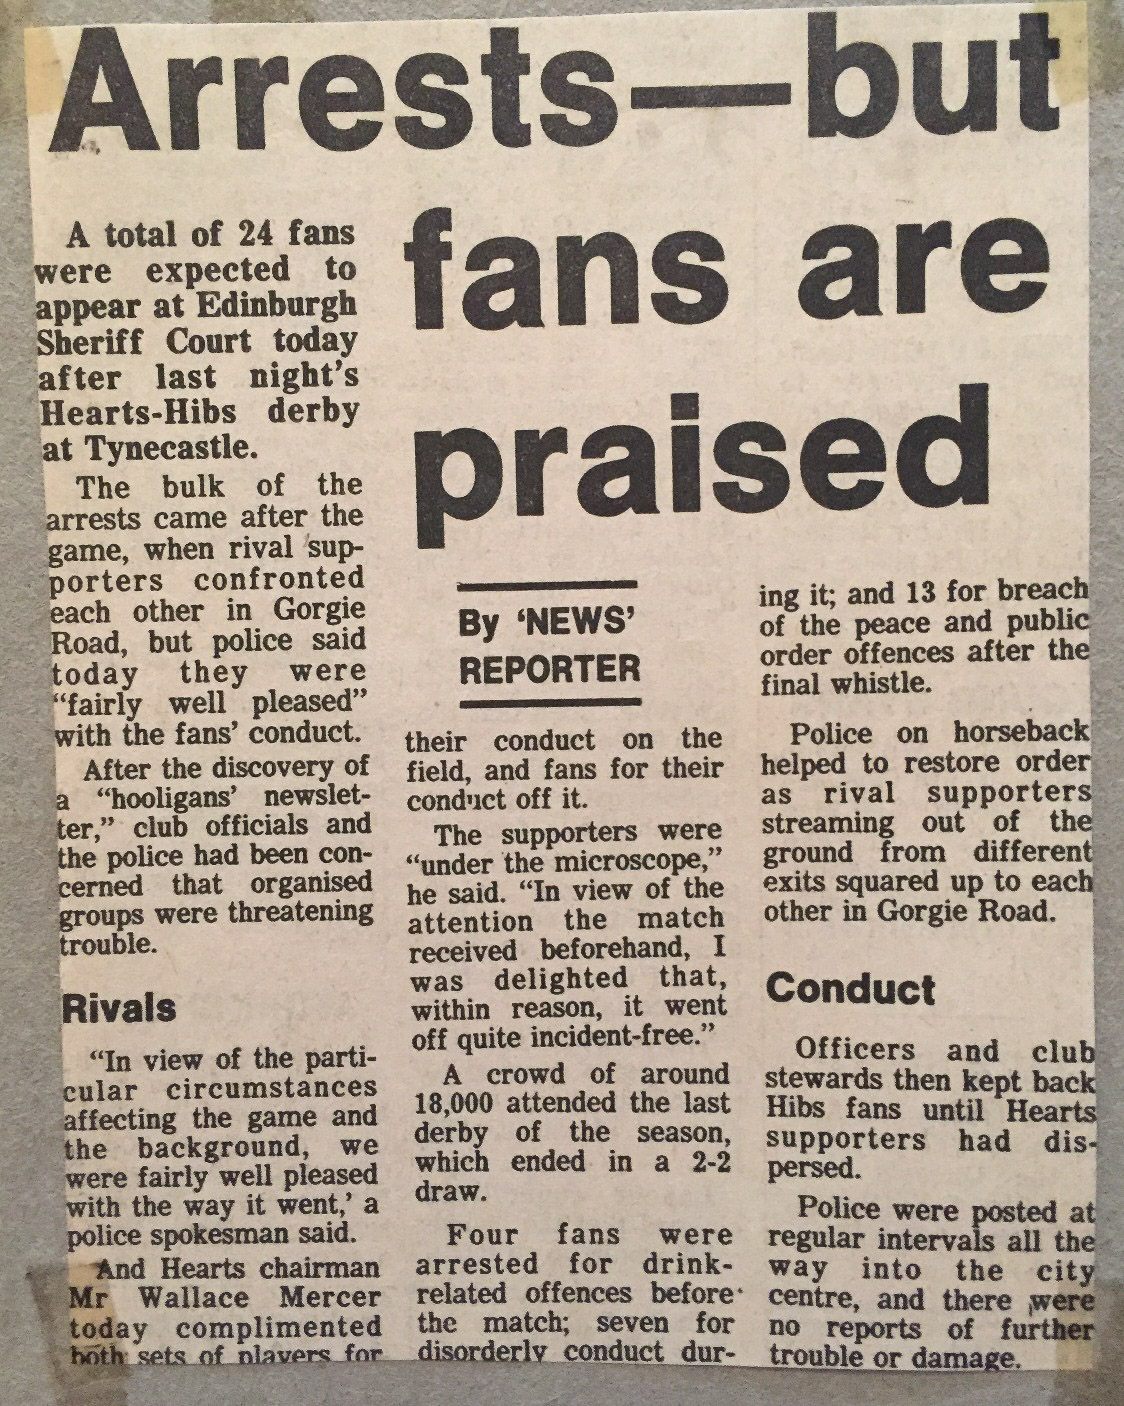 Arrests—but
fans are
praised
A total of 24 fans
were expected to
appear at Edinburgh
Sheriff Court today
after last night's
Hearts-Hibs derby
at Tynecastle.
The bulk of the
arrests came after the
game, when rival sup-
porters confronted
each other in Gorgie
Road, but police said
today they were
“fairly well pleased”
with the fans’ conduct.
After the discovery of
a “hooligans’ newslet-
ter,” club officials and
the police had been con-
cerned that organised
groups were threatening
trouble.
Rivals
“In view of the parti-
cular circumstances
affecting the game and
the background, we
were fairly well pleased
with the way it went,’ a
police spokesman said.
And Hearts chairman
Mr Wallace Mercer
today complimented
both sets of players for
By ‘NEWS’
REPORTER
their conduct on the
field, and fans for their
conduct off it.
The supporters were
“under the microscope,”
he said. “In view of the
attention the match
received beforehand, I
was delighted that,
within reason, it went
off quite incident-free.”
A crowd of around
18,000 attended the last
derby of the season,
which ended in a 2-2
draw.
Four fans were
arrested for drink-
related offences before
the match; seven for
disorderly conduct dur-
ing it; and 13 for breach
of the peace and public
order offences after the
final whistle.
Police on horseback
helped to restore order
as rival supporters
streaming out of the
ground from different
exits squared up to each
other in Gorgie Road.
Conduct
Officers and club
stewards then kept back
Hibs fans until Hearts
supporters had dis-
persed.
Police were posted at
regular intervals all the
way into the city
centre, and there were
no reports of further
trouble or damage.